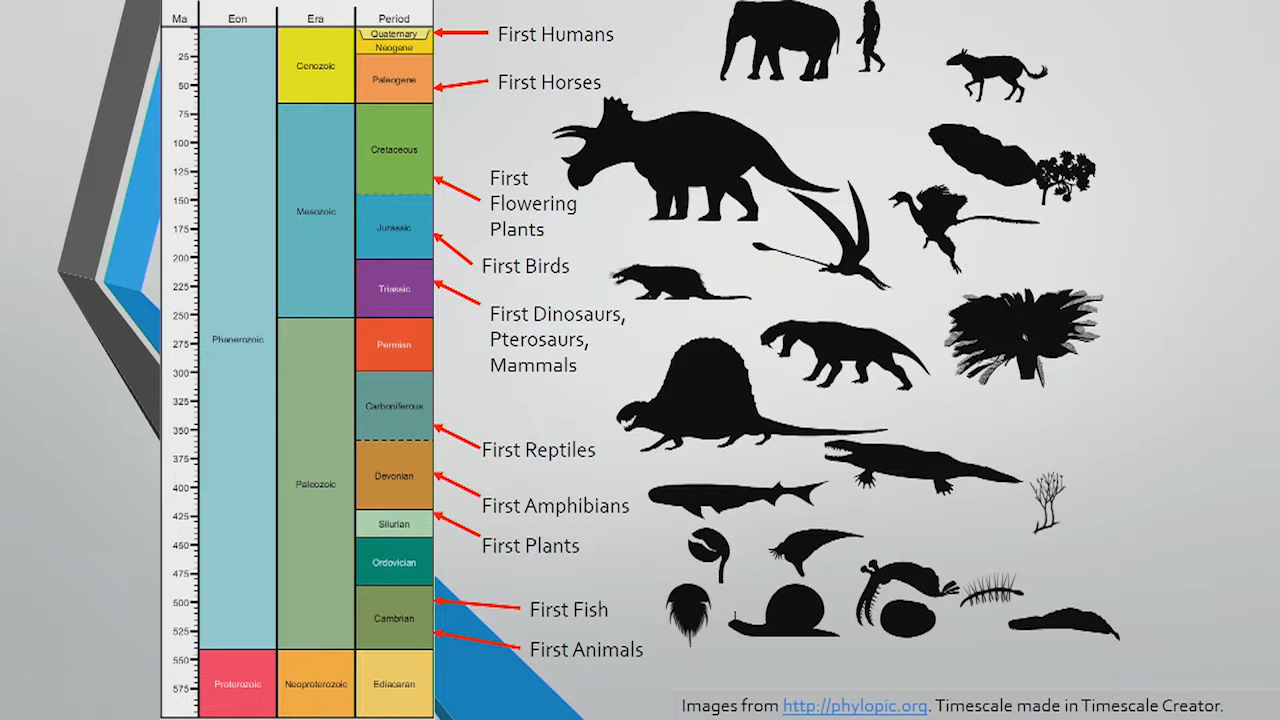 Ma Eon Era Period
25
50
75
100
125
150
175
200
225
250
275
300
325
350
375
400
425
450
475
500
525
550
575
Phanerozoic
Proterozoic
Cenozoic
Mesozoic
Paleozoic
Neoproterozoic
Quaternary
Neogene
Paleogene
Cretaceous
Jurassic
Triassic
Permian
Carboniferous
Devonian
Silurian
Ordovician
Cambrian
Ediacaran
First Humans
First Horses
First
Flowering
Plants
First Birds
First Dinosaurs,
Pterosaurs,
Mammals
First Reptiles
First Amphibians
First Plants
First Fish
First Animals
Images from http://phylopic.org. Timescale made in Timescale Creator.